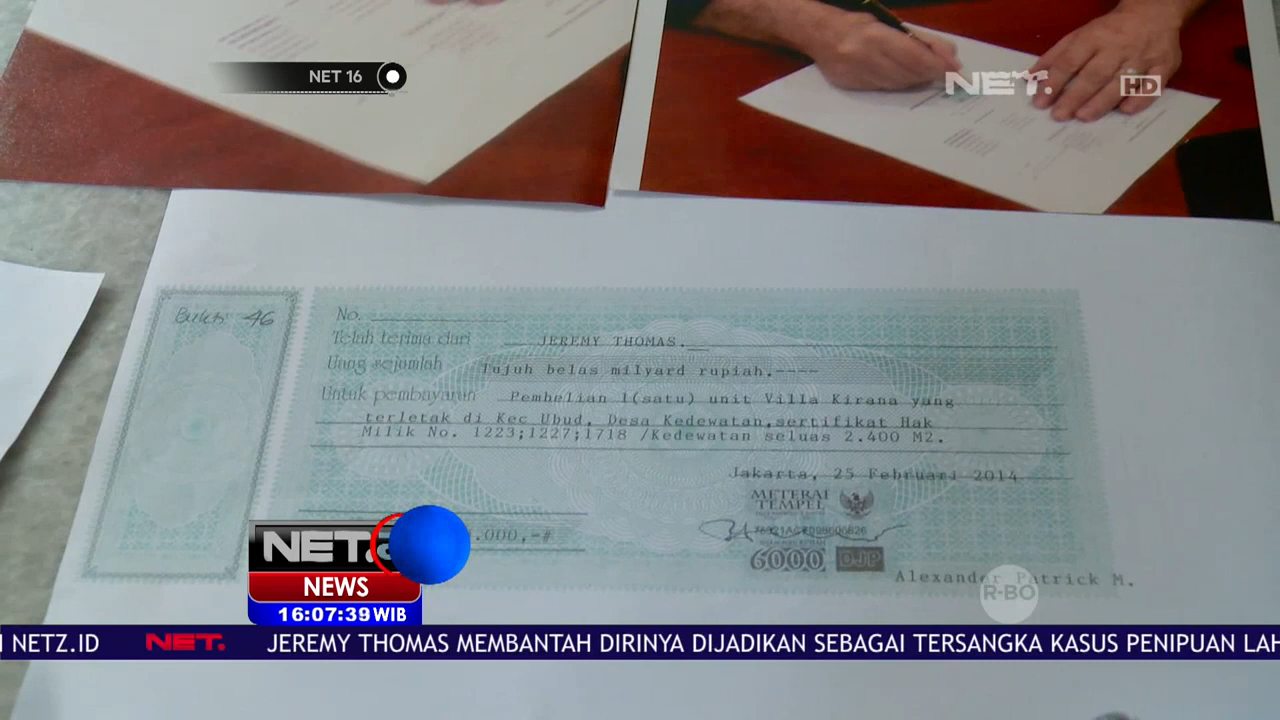 NET 16
NET.
HD
Bukti 46
No.
Telah terima dari JEREMY THOMAS.
Uang sejumlah Tujuh belas milyard rupiah.----
Untuk pembayaran Pembelian 1(satu) unit Villa Kirana yang
terletak di Kec Ubud, Desa Kedewatan,sertifikat Hak
Milik No. 1223;1227;1718 /Kedewatan seluas 2.400 M2.
Jakarta, 25 Februari 2014
METERAI
TEMPEL
.000,-#
6000 DJP
Alexander Patrick M.
R-BO
NET.
NEWS
16:07:39 WIB
NETZ.ID NET. JEREMY THOMAS MEMBANTAH DIRINYA DIJADIKAN SEBAGAI TERSANGKA KASUS PENIPUAN LAH